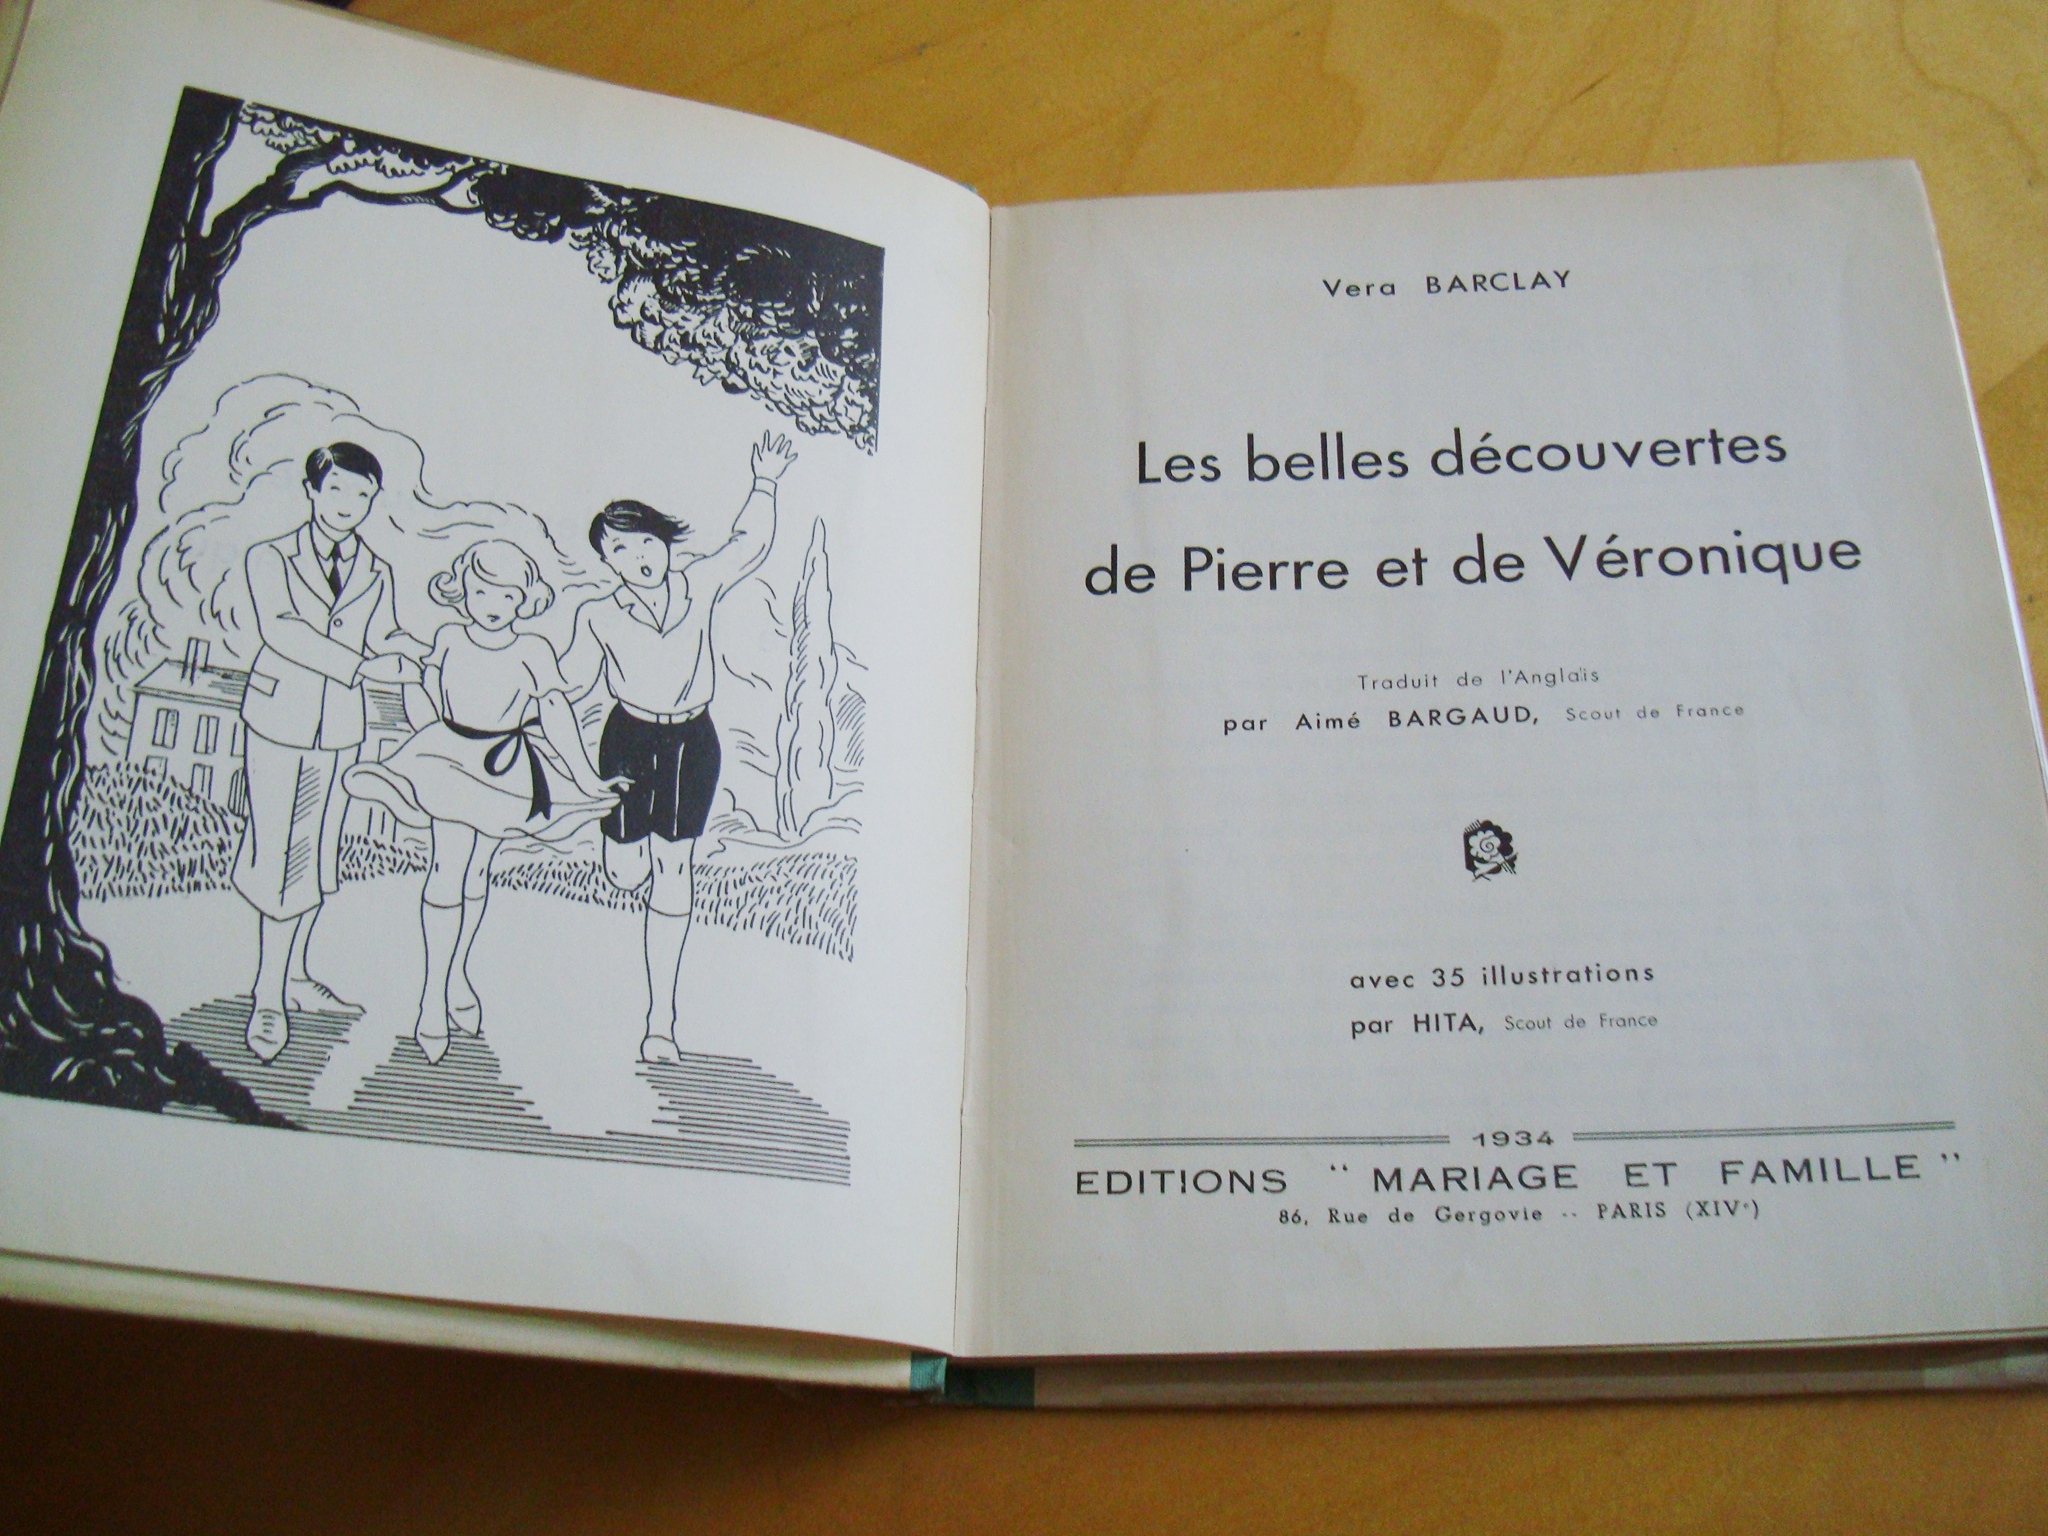 Vera BARCLAY
Les belles découvertes
de Pierre et de Véronique
Traduit de l'Anglais
par Aimé BARGAUD, Scout de France
avec 35 illustrations
par HITA, Scout de France
1934
EDITIONS " MARIAGE ET FAMILLE "
86, Rue de Gergovie -- PARIS (XIVe)